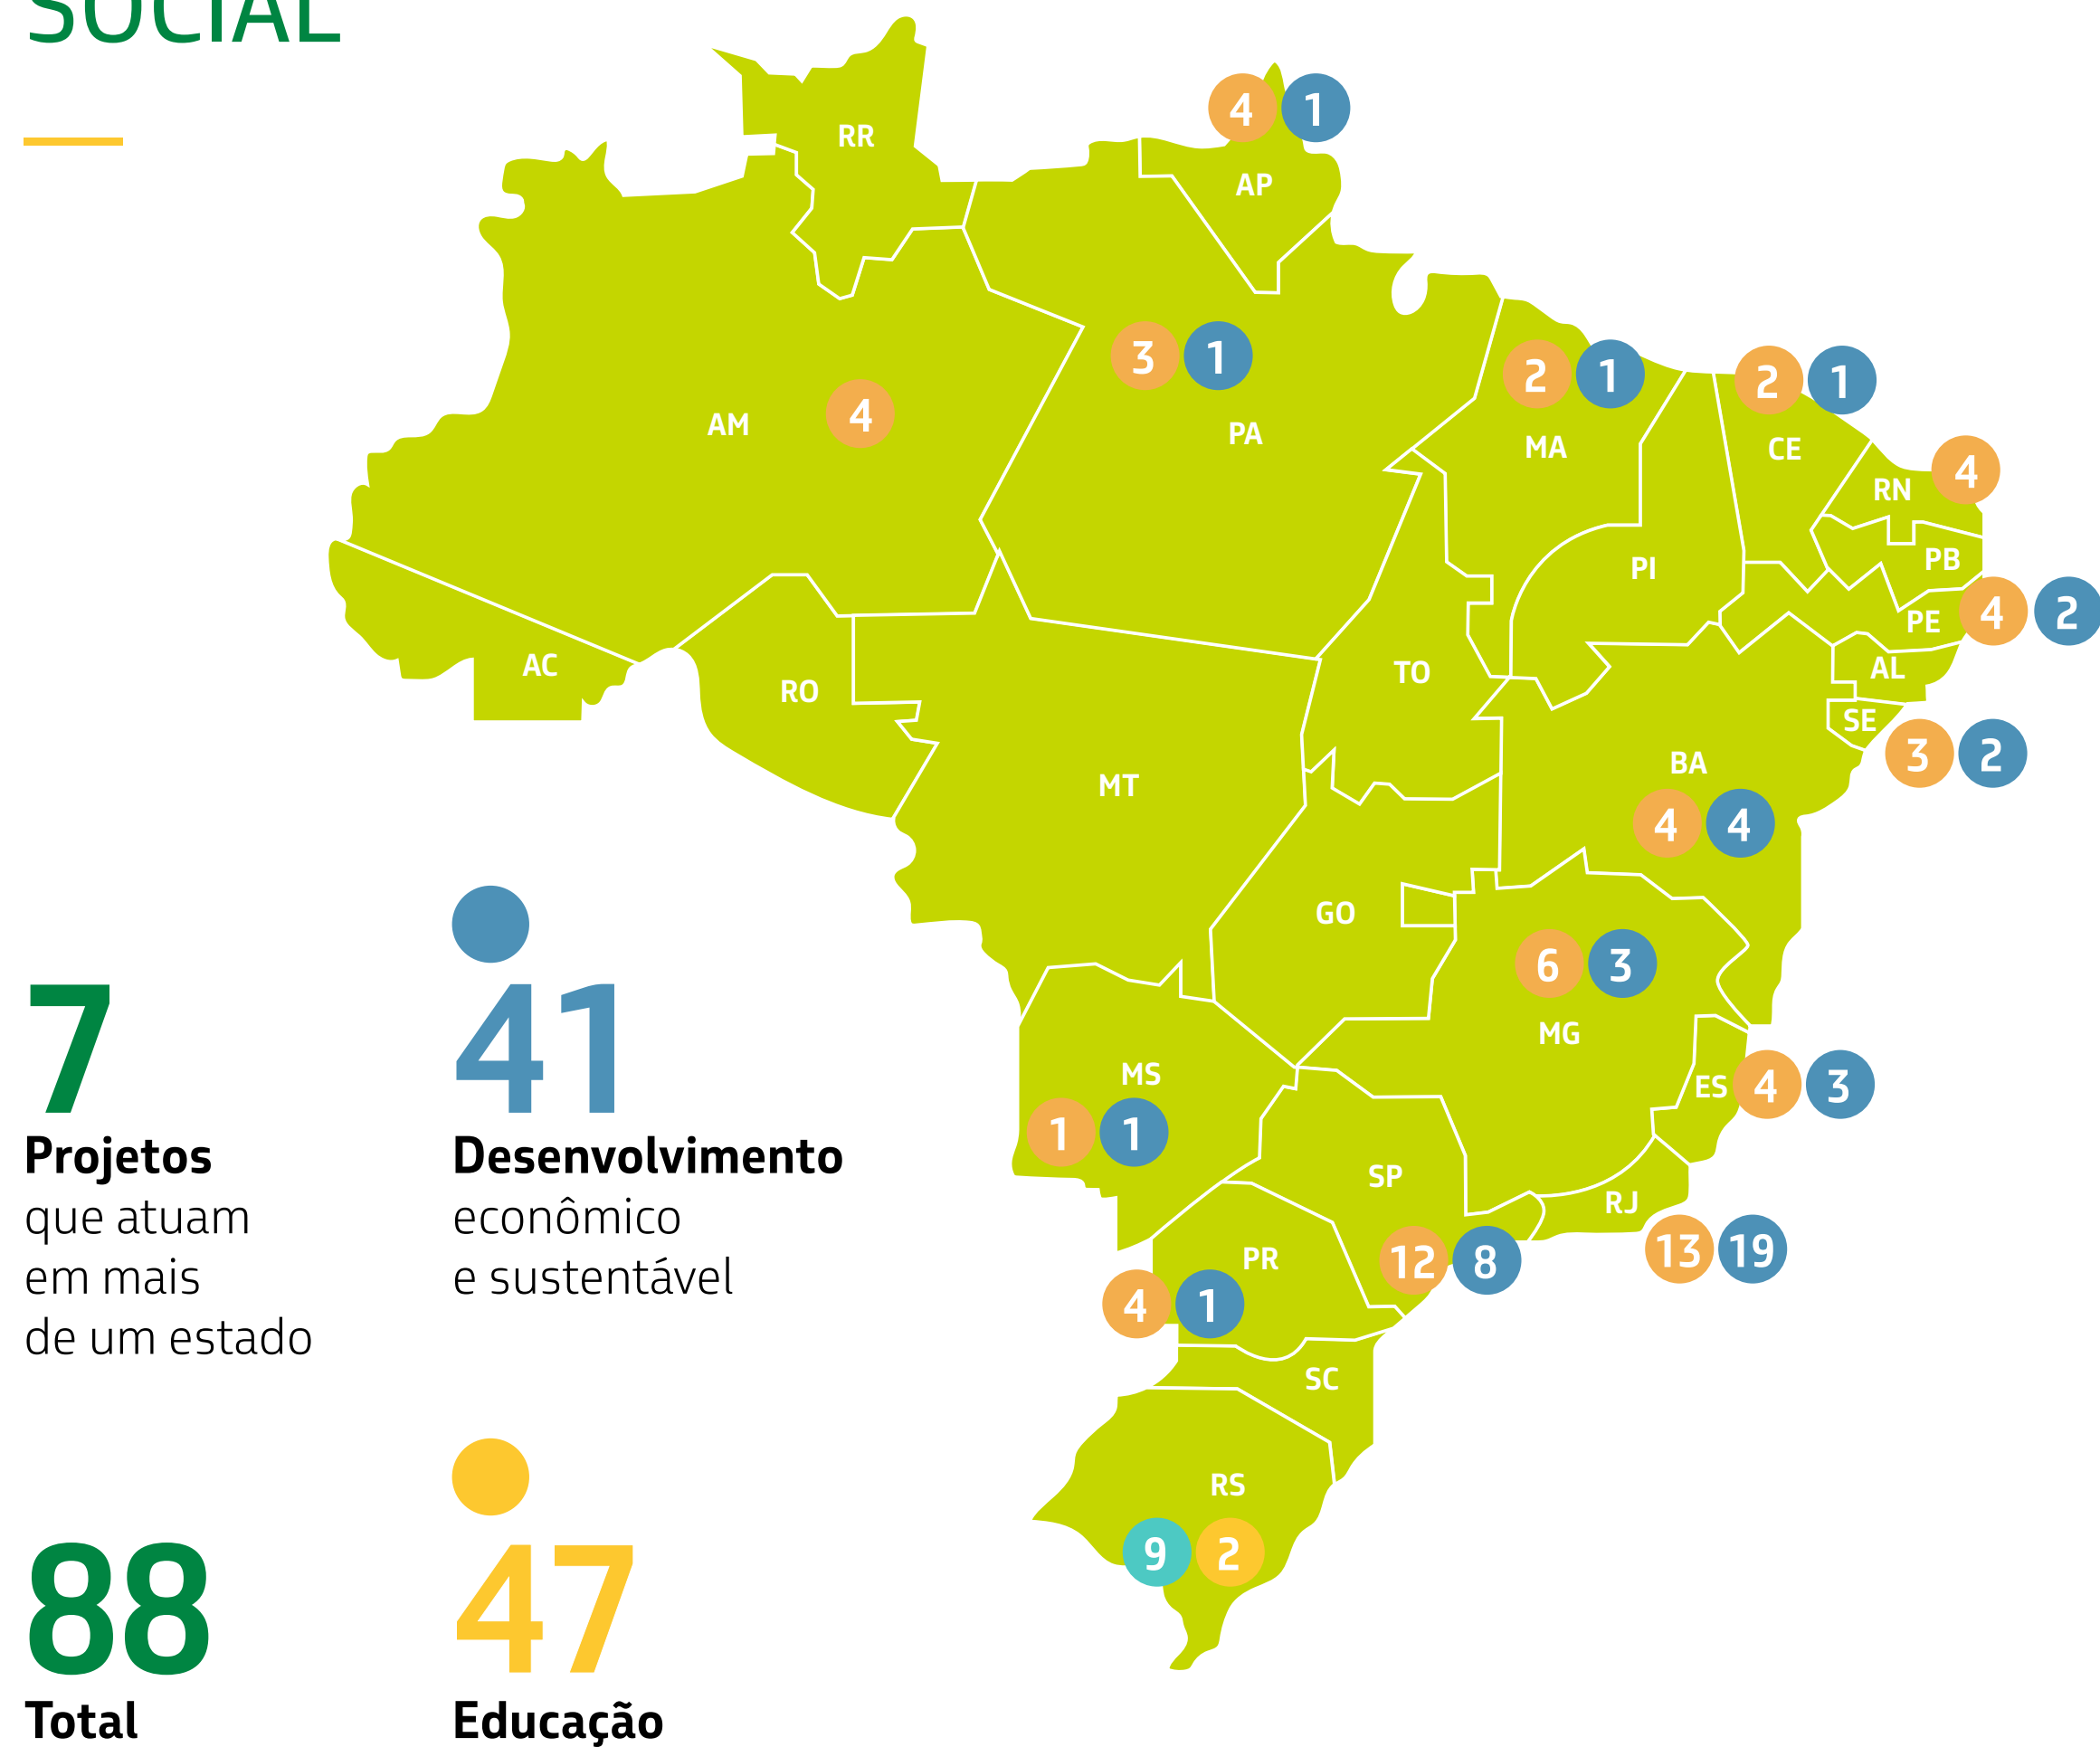 SOCIAL
RR
4 1
AP
3 1
PA
2 1
MA
2 1
CE
AM
4
4
RN
PB
PI
4 2
PE
AL
AC
RO
TO
SE
3 2
BA
4 4
MT
GO
6 3
MG
MS
1 1
ES
4 3
SP
RJ
13 19
12 8
PR
4 1
SC
RS
9 2
7
Projetos
que atuam
em mais
de um estado
41
Desenvolvimento
econômico
e sustentável
88
Total
47
Educação